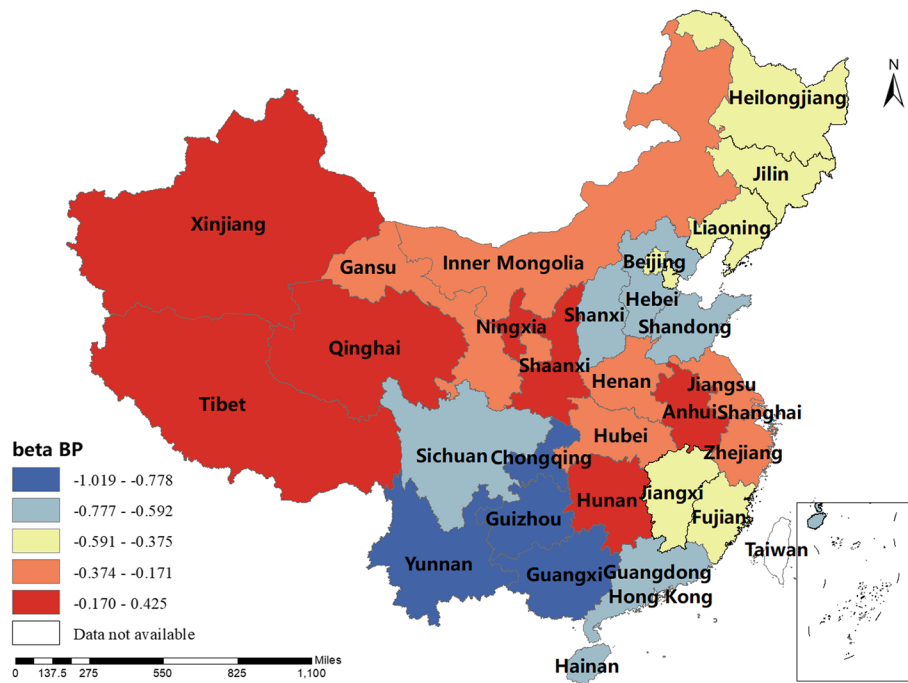 N
Heilongjiang
Jilin
Liaoning
Xinjiang
Gansu
Inner Mongolia
Beijing
Hebei
Shanxi
Shandong
Ningxia
Qinghai
Shaanxi
Henan
Jiangsu
Tibet
Anhui
Shanghai
Hubei
Zhejiang
Sichuan
Chongqing
Hunan
Jiangxi
Guizhou
Fujian
Taiwan
Yunnan
Guangxi
Guangdong
Hong Kong
Hainan
beta BP
-1.019 - -0.778
-0.777 - -0.592
-0.591 - -0.375
-0.374 - -0.171
-0.170 - 0.425
Data not available
Miles
0 137.5 275 550 825 1,100